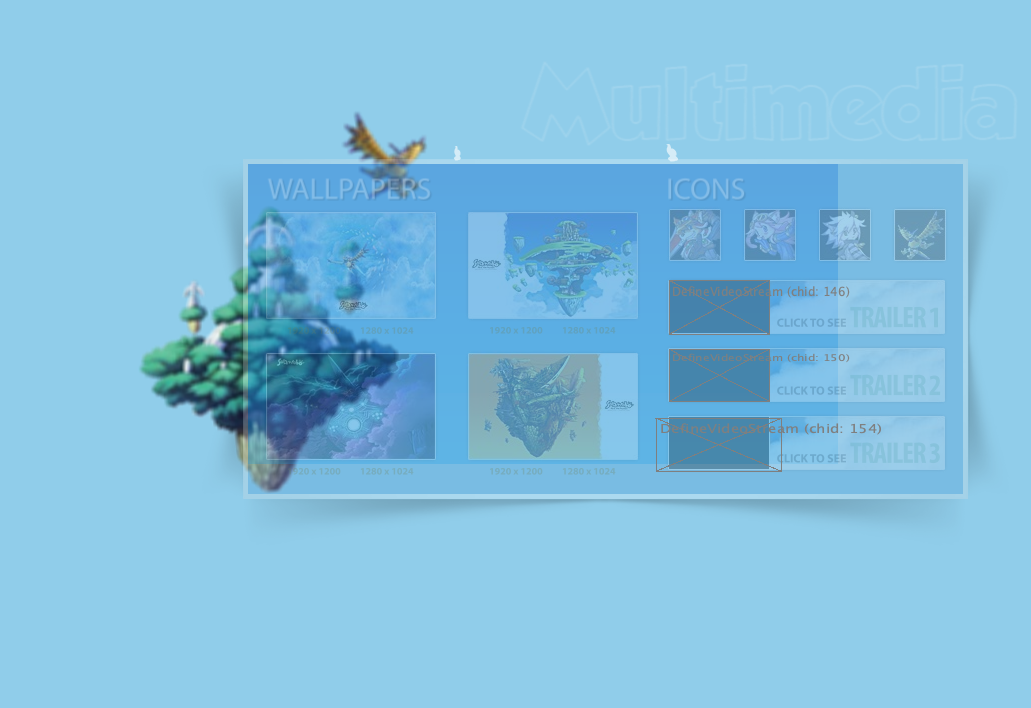 Multimedia
WALLPAPERS
ICONS
1280 x 1024
1920 x 1200
1280 x 1024
1280 x 1024
1920 x 1200
1280 x 1024
DefineVideoStream (chid: 146)
CLICK TO SEE
TRAILER 1
DefineVideoStream (chid: 150)
CLICK TO SEE
TRAILER 2
DefineVideoStream (chid: 154)
CLICK TO SEE
TRAILER 3